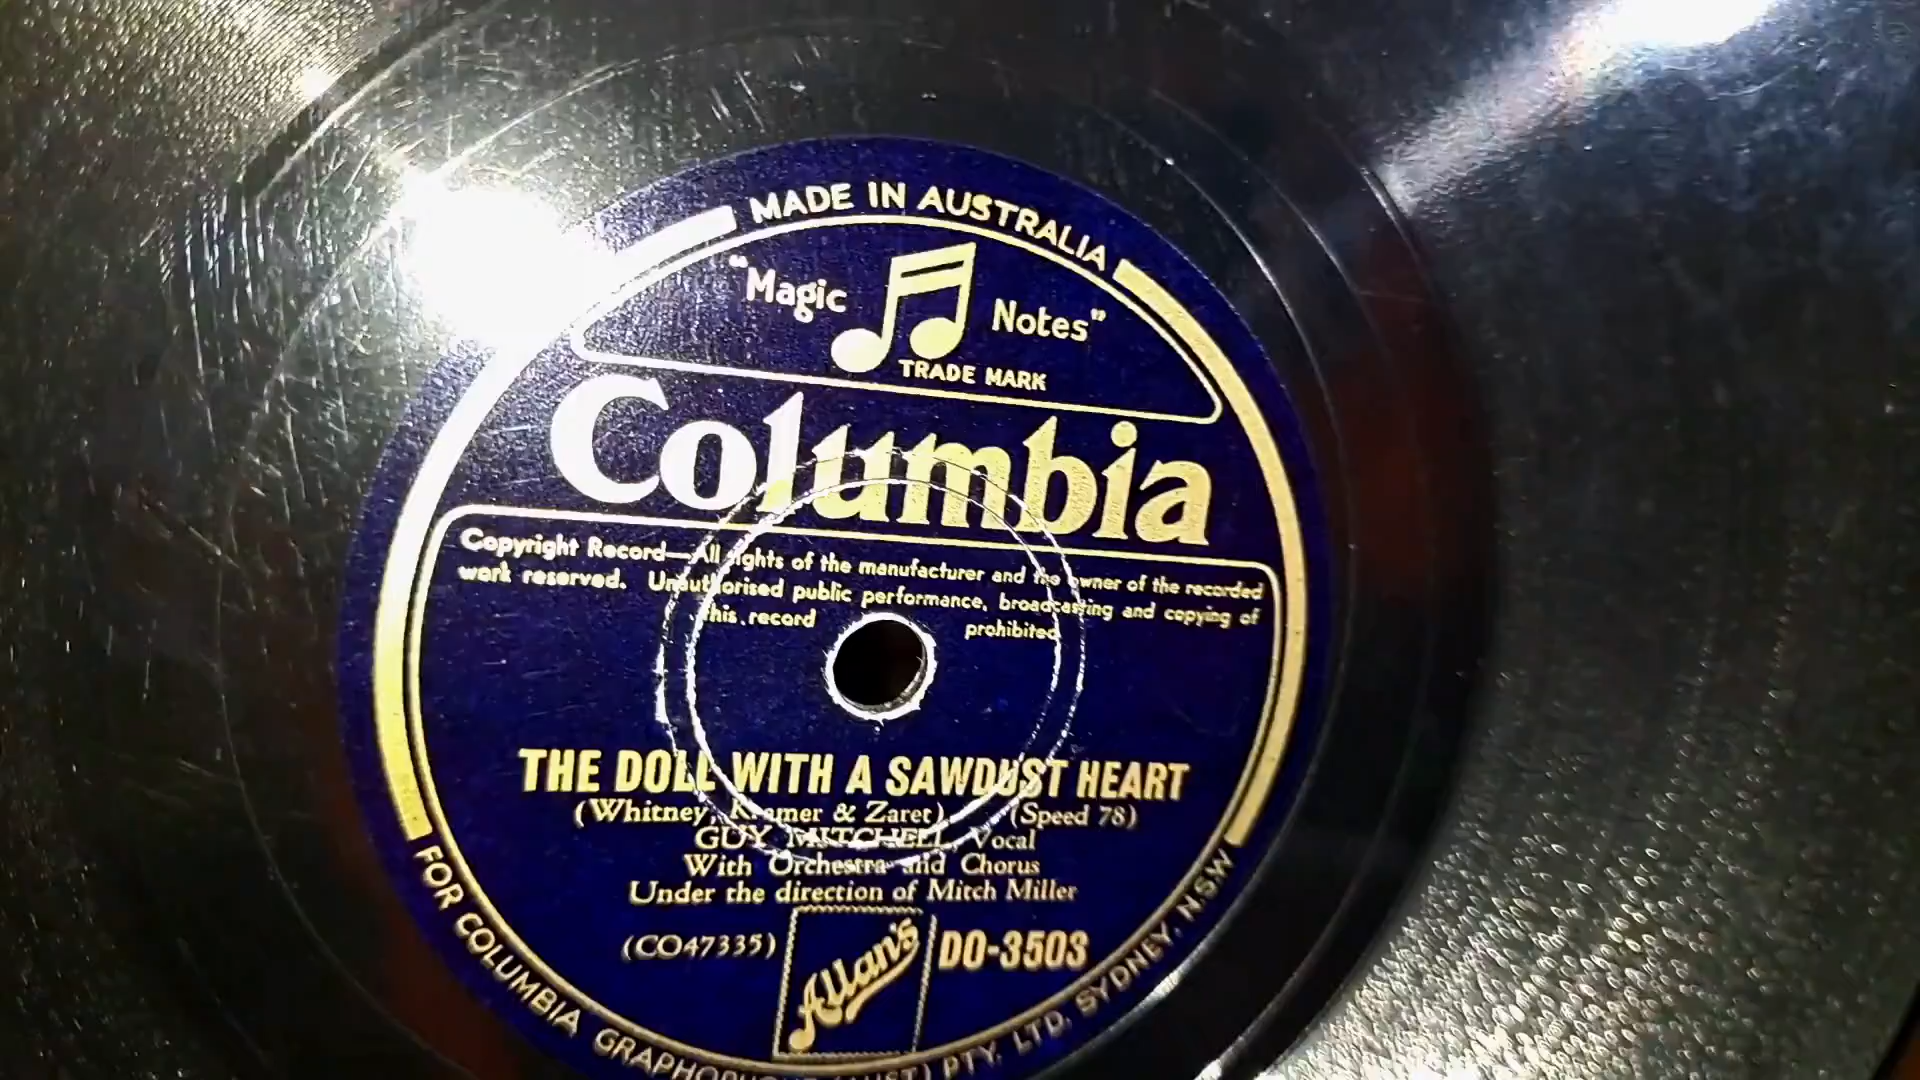 MADE IN AUSTRALIA
"Magic Notes"
TRADE MARK
Columbia
Copyright Record—All rights of the manufacturer and the owner of the recorded
work reserved. Unauthorised public performance, broadcasting and copying of
this record prohibited
THE DOLL WITH A SAWDUST HEART
(Whitney, Kramer & Zaret) (Speed 78)
GUY MITCHELL, Vocal
With Orchestra and Chorus
Under the direction of Mitch Miller
(CO47335)
Allan's
DO-3503
FOR COLUMBIA GRAPHOPHONE (AUST) PTY. LTD. SYDNEY. N.S.W